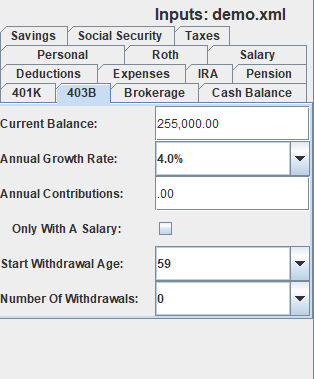 Inputs: demo.xml
Savings Social Security Taxes
Personal Roth Salary
Deductions Expenses IRA Pension
401K 403B Brokerage Cash Balance
Current Balance: 255,000.00
Annual Growth Rate: 4.0%
Annual Contributions: .00
Only With A Salary:
Start Withdrawal Age: 59
Number Of Withdrawals: 0